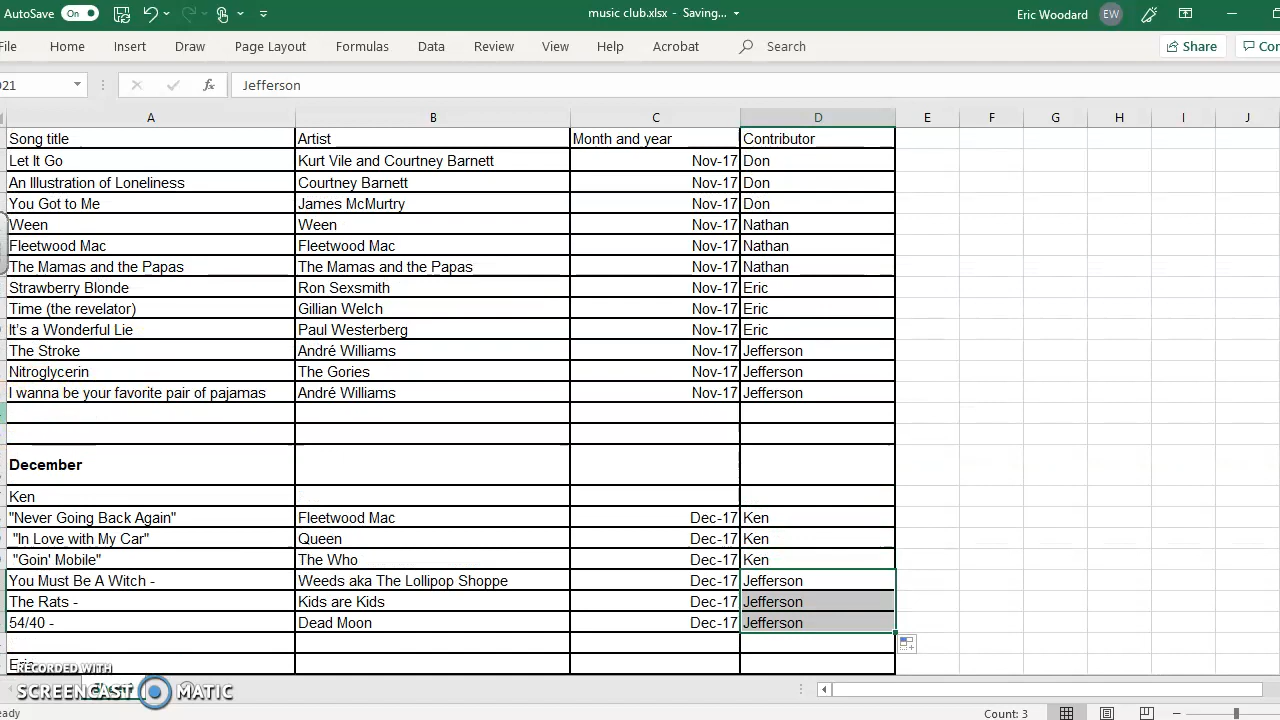 AutoSave On music club.xlsx - Saving... Eric Woodard EW
File Home Insert Draw Page Layout Formulas Data Review View Help Acrobat Search Share
D21 Jefferson
A B C D E F G H I J
Song title Artist Month and year Contributor
Let It Go Kurt Vile and Courtney Barnett Nov-17 Don
An Illustration of Loneliness Courtney Barnett Nov-17 Don
You Got to Me James McMurtry Nov-17 Don
Ween Ween Nov-17 Nathan
Fleetwood Mac Fleetwood Mac Nov-17 Nathan
The Mamas and the Papas The Mamas and the Papas Nov-17 Nathan
Strawberry Blonde Ron Sexsmith Nov-17 Eric
Time (the revelator) Gillian Welch Nov-17 Eric
It's a Wonderful Lie Paul Westerberg Nov-17 Eric
The Stroke André Williams Nov-17 Jefferson
Nitroglycerin The Gories Nov-17 Jefferson
I wanna be your favorite pair of pajamas André Williams Nov-17 Jefferson
December
Ken
"Never Going Back Again" Fleetwood Mac Dec-17 Ken
"In Love with My Car" Queen Dec-17 Ken
"Goin' Mobile" The Who Dec-17 Ken
You Must Be A Witch - Weeds aka The Lollipop Shoppe Dec-17 Jefferson
The Rats - Kids are Kids Dec-17 Jefferson
54/40 - Dead Moon Dec-17 Jefferson
Eric
RECORDED WITH
SCREENCAST MATIC
Count: 3